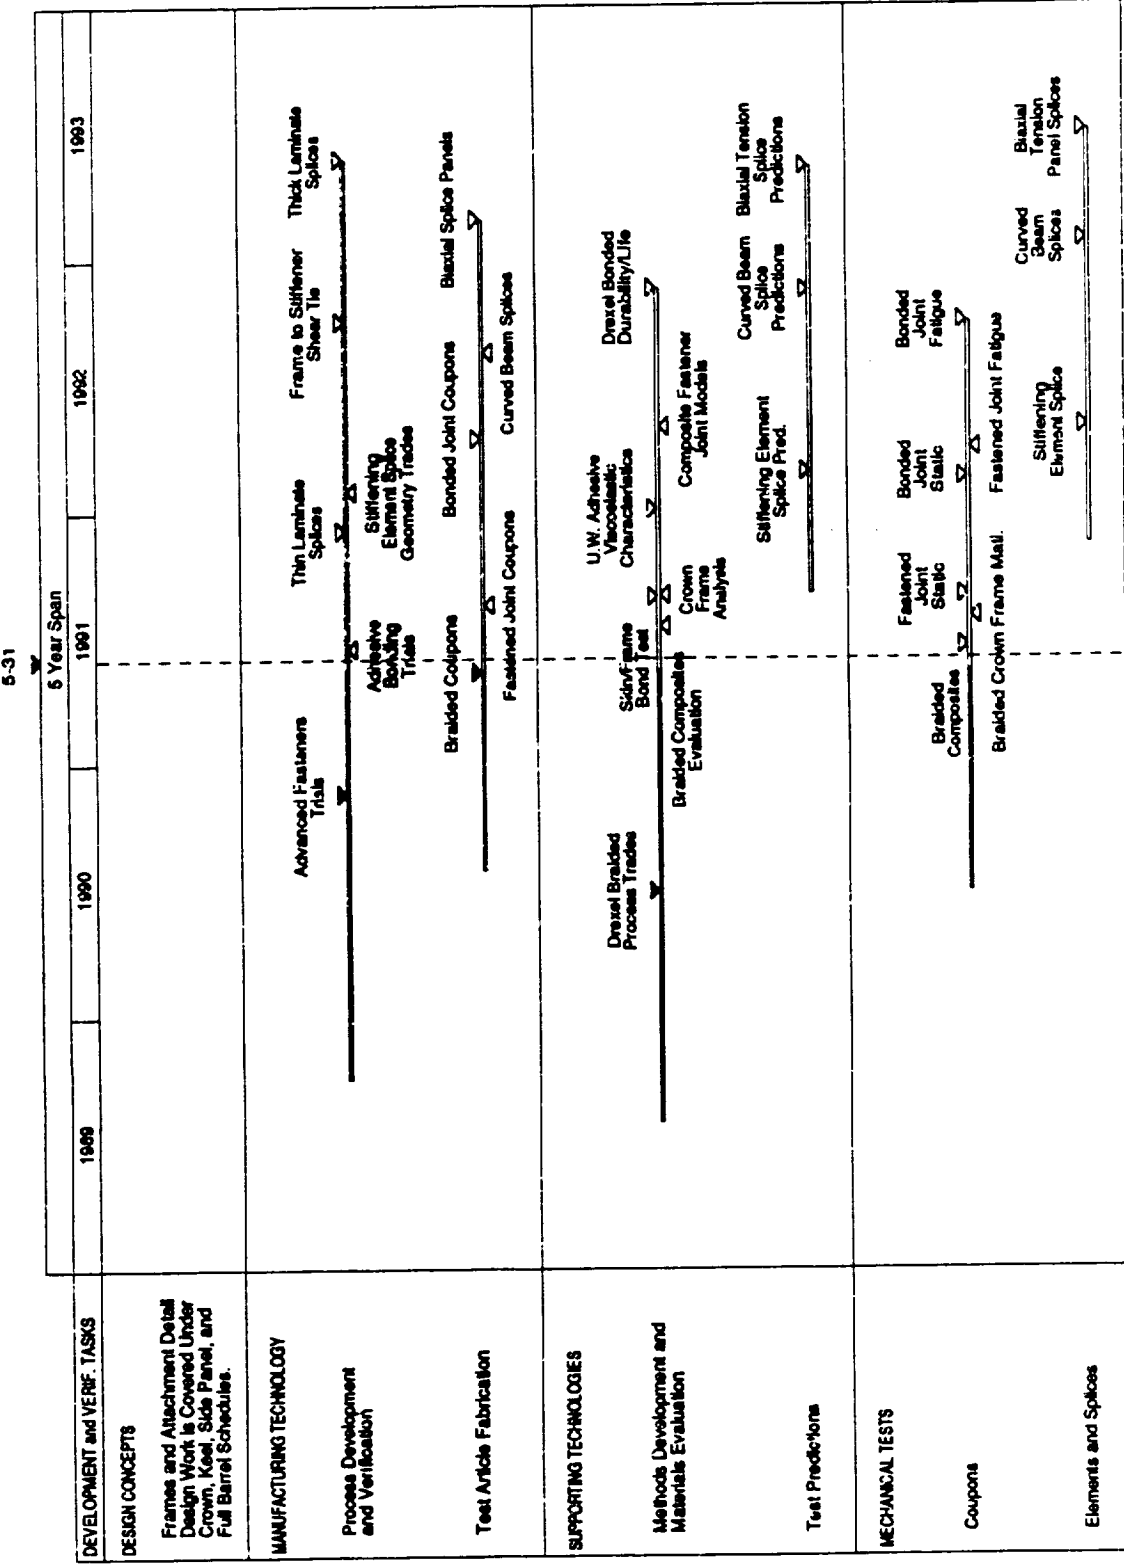 5-31
5 Year Span
DEVELOPMENT and VERIF. TASKS
1989
1990
1991
1992
1993
DESIGN CONCEPTS
Frames and Attachment Detail
Design Work is Covered Under
Crown, Keel, Side Panel, and
Full Barrel Schedules.
MANUFACTURING TECHNOLOGY
Process Development
and Verification
Advanced Fasteners
Trials
Thin Laminate
Splices
Frame to Stiffener
Shear Tie
Thick Laminate
Splices
Adhesive
Bonding
Trials
Stiffening
Element Splice
Geometry Trades
Test Article Fabrication
Braided Coupons
Bonded Joint Coupons
Biaxial Splice Panels
Fastened Joint Coupons
Curved Beam Splices
SUPPORTING TECHNOLOGIES
Methods Development and
Materials Evaluation
Drexel Braided
Process Trades
Skin/Frame
Bond Test
U.W. Adhesive
Viscoelastic
Characteristics
Drexel Bonded
Durability/Life
Braided Composites
Evaluation
Crown
Frame
Analysis
Composite Fastener
Joint Models
Test Predictions
Stiffening Element
Splice Pred.
Curved Beam
Splice
Predictions
Biaxial Tension
Splice
Predictions
MECHANICAL TESTS
Coupons
Braided
Composites
Fastened
Joint
Static
Bonded
Joint
Static
Bonded
Joint
Fatigue
Braided Crown Frame Matl.
Fastened Joint Fatigue
Elements and Splices
Stiffening
Element Splice
Curved
Beam
Splices
Biaxial
Tension
Panel Splices